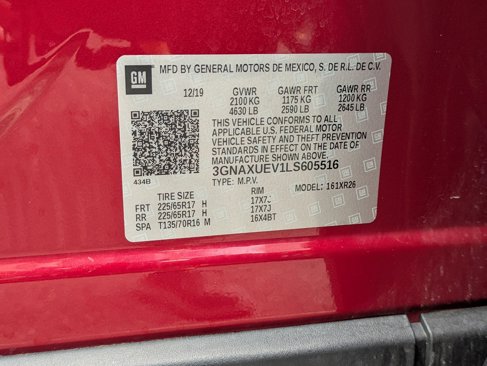 GM MFD BY GENERAL MOTORS DE MEXICO, S. DE R.L. DE C.V.
12/19 GVWR GAWR FRT GAWR RR
2100 KG 1175 KG 1200 KG
4630 LB 2590 LB 2645 LB
THIS VEHICLE CONFORMS TO ALL
APPLICABLE U.S. FEDERAL MOTOR
VEHICLE SAFETY AND THEFT PREVENTION
STANDARDS IN EFFECT ON THE DATE OF
MANUFACTURE SHOWN ABOVE.
3GNAXUEV1LS605516
434B TYPE: M.P.V. MODEL: 161XR26
TIRE SIZE RIM
FRT 225/65R17 H 17X7J
RR 225/65R17 H 17X7J
SPA T135/70R16 M 16X4BT